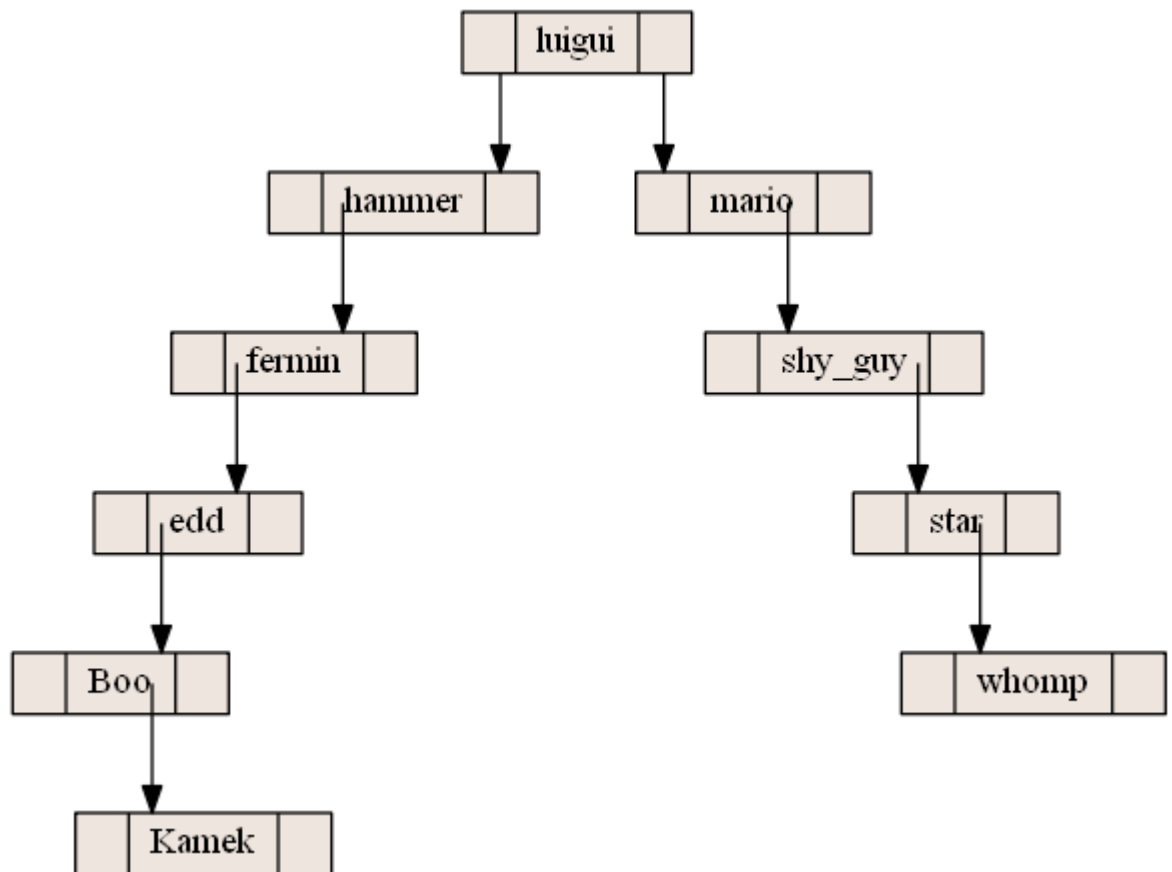 luigui
hammer
mario
fermin
shy_guy
edd
star
Boo
whomp
Kamek